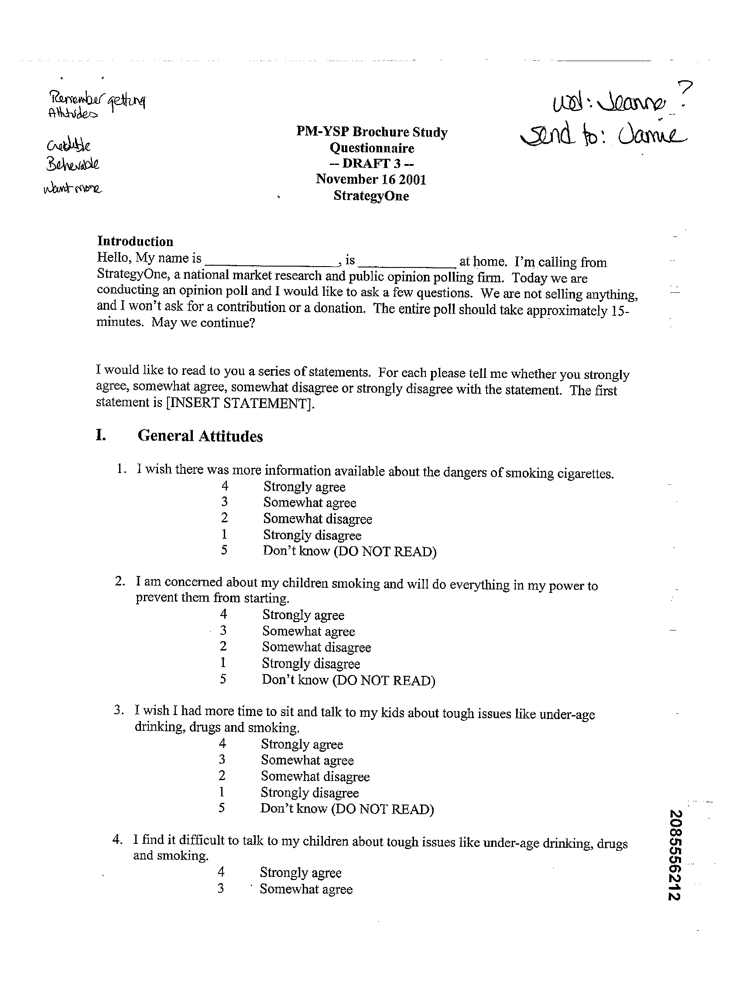 Remember getting
Attitudes
Credible
Believable
want more
Jeanne ?
send to: Jamie
PM-YSP Brochure Study
Questionnaire
-- DRAFT 3 --
November 16 2001
StrategyOne
Introduction
Hello, My name is ____________________, is ______________ at home. I'm calling from
StrategyOne, a national market research and public opinion polling firm. Today we are
conducting an opinion poll and I would like to ask a few questions. We are not selling anything,
and I won't ask for a contribution or a donation. The entire poll should take approximately 15-
minutes. May we continue?
I would like to read to you a series of statements. For each please tell me whether you strongly
agree, somewhat agree, somewhat disagree or strongly disagree with the statement. The first
statement is [INSERT STATEMENT].
I. General Attitudes
1. I wish there was more information available about the dangers of smoking cigarettes.
4 Strongly agree
3 Somewhat agree
2 Somewhat disagree
1 Strongly disagree
5 Don't know (DO NOT READ)
2. I am concerned about my children smoking and will do everything in my power to
prevent them from starting.
4 Strongly agree
3 Somewhat agree
2 Somewhat disagree
1 Strongly disagree
5 Don't know (DO NOT READ)
3. I wish I had more time to sit and talk to my kids about tough issues like under-age
drinking, drugs and smoking.
4 Strongly agree
3 Somewhat agree
2 Somewhat disagree
1 Strongly disagree
5 Don't know (DO NOT READ)
4. I find it difficult to talk to my children about tough issues like under-age drinking, drugs
and smoking.
4 Strongly agree
3 Somewhat agree
2085556212